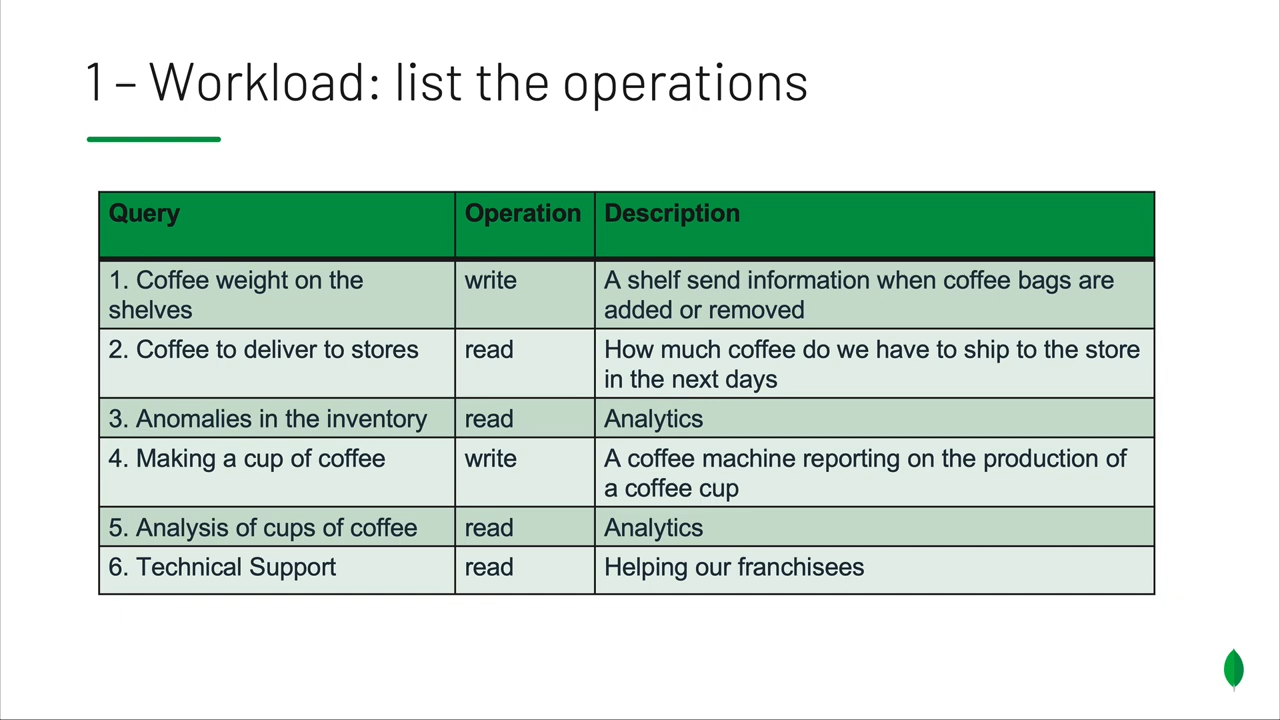 1 – Workload: list the operations
Query Operation Description
1. Coffee weight on the shelves write A shelf send information when coffee bags are added or removed
2. Coffee to deliver to stores read How much coffee do we have to ship to the store in the next days
3. Anomalies in the inventory read Analytics
4. Making a cup of coffee write A coffee machine reporting on the production of a coffee cup
5. Analysis of cups of coffee read Analytics
6. Technical Support read Helping our franchisees